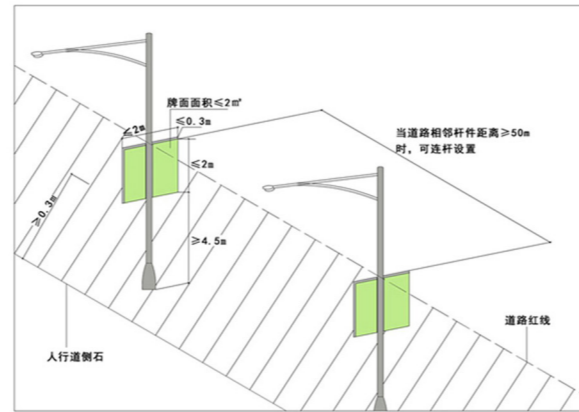 牌面面积≤2㎡
≤2m
≤0.3m
≤2m
≥4.5m
≥0.3m
当道路相邻杆件距离≥50m
时，可连杆设置
人行道侧石
道路红线